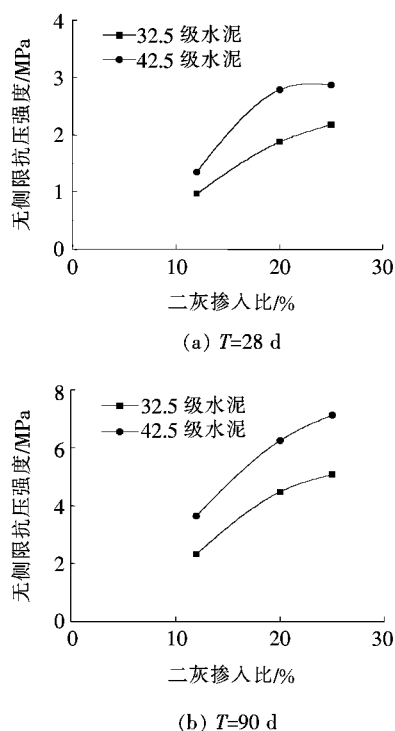 4
3
2
1
0
无侧限抗压强度/MPa
32.5 级水泥
42.5 级水泥
0
10
20
30
二灰掺入比/%
(a) T=28 d
8
6
4
2
0
无侧限抗压强度/MPa
32.5 级水泥
42.5 级水泥
0
10
20
30
二灰掺入比/%
(b) T=90 d